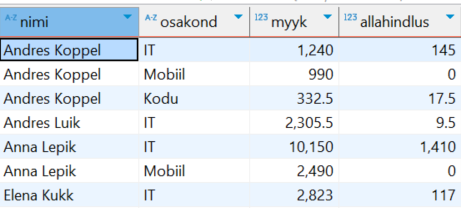 A-Z nimi A-Z osakond 123 myyk 123 allahindlus
Andres Koppel IT 1,240 145
Andres Koppel Mobiil 990 0
Andres Koppel Kodu 332.5 17.5
Andres Luik IT 2,305.5 9.5
Anna Lepik IT 10,150 1,410
Anna Lepik Mobiil 2,490 0
Elena Kukk IT 2,823 117